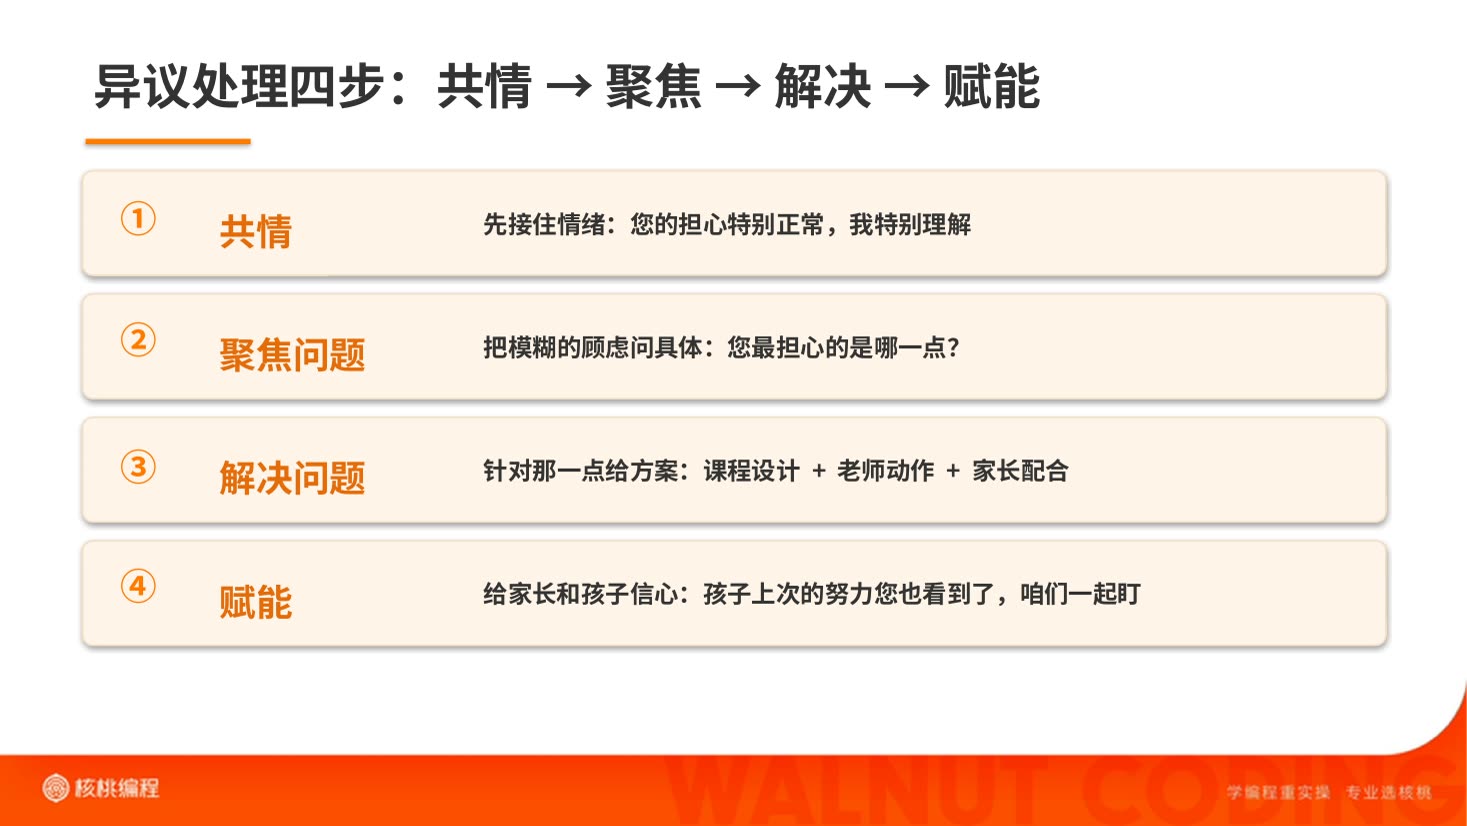 异议处理四步：共情 → 聚焦 → 解决 → 赋能
① 共情 先接住情绪：您的担心特别正常，我特别理解
② 聚焦问题 把模糊的顾虑问具体：您最担心的是哪一点？
③ 解决问题 针对那一点给方案：课程设计 + 老师动作 + 家长配合
④ 赋能 给家长和孩子信心：孩子上次的努力您也看到了，咱们一起盯
WALNUT CODING
核桃编程
学编程重实操 专业选核桃